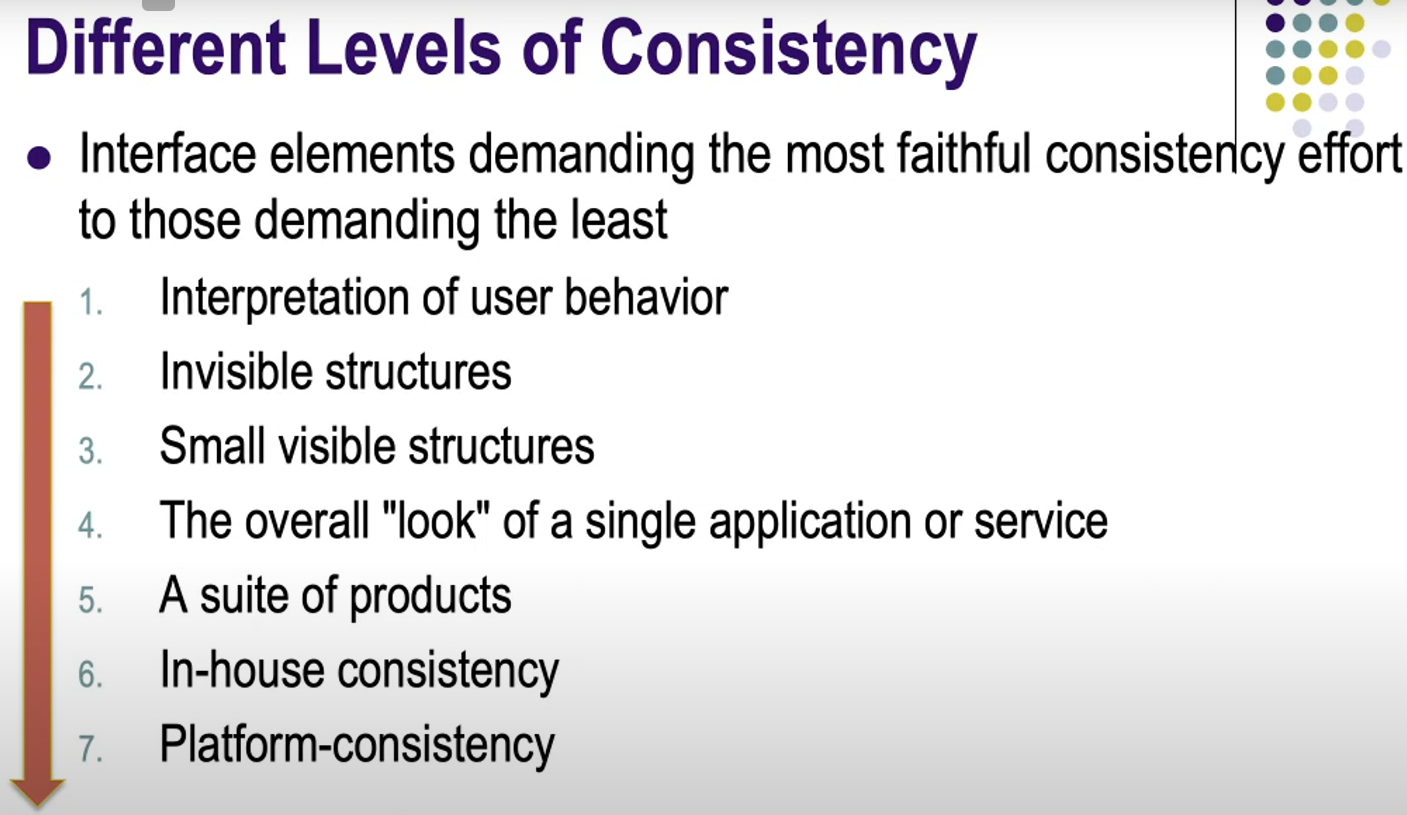 Different Levels of Consistency
Interface elements demanding the most faithful consistency effort
to those demanding the least
1. Interpretation of user behavior
2. Invisible structures
3. Small visible structures
4. The overall "look" of a single application or service
5. A suite of products
6. In-house consistency
7. Platform-consistency